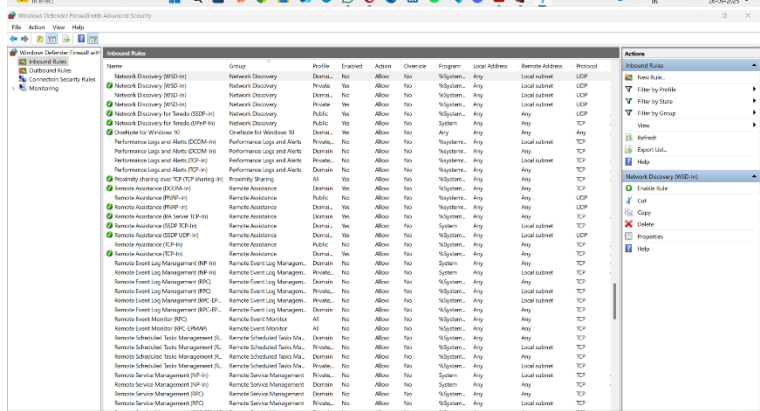 In effect
IN
26-09-2025
Windows Defender Firewall with Advanced Security
File Action View Help
Windows Defender Firewall with
Inbound Rules
Outbound Rules
Connection Security Rules
Monitoring
Inbound Rules
Name Group Profile Enabled Action Override Program Local Address Remote Address Protocol
Network Discovery (WSD-In) Network Discovery Domai... No Allow No %System... Any Local subnet UDP
Network Discovery (WSD-In) Network Discovery Private Yes Allow No %System... Any Local subnet UDP
Network Discovery (WSD-In) Network Discovery Domai... No Allow No %System... Any Any UDP
Network Discovery (WSD-In) Network Discovery Private Yes Allow No %System... Any Local subnet UDP
Network Discovery for Teredo (SSDP-In) Network Discovery Public Yes Allow No %System... Any Any UDP
Network Discovery for Teredo (UPnP-In) Network Discovery Public Yes Allow No System Any Any TCP
OneNote for Windows 10 OneNote for Windows 10 Domai... Yes Allow No Any Any Any Any
Performance Logs and Alerts (DCOM-In) Performance Logs and Alerts Private,... No Allow No %system... Any Local subnet TCP
Performance Logs and Alerts (DCOM-In) Performance Logs and Alerts Domain No Allow No %system... Any Any TCP
Performance Logs and Alerts (TCP-In) Performance Logs and Alerts Private,... No Allow No %system... Any Local subnet TCP
Performance Logs and Alerts (TCP-In) Performance Logs and Alerts Domain No Allow No %system... Any Any TCP
Proximity sharing over TCP (TCP sharing-In) Proximity Sharing All Yes Allow No %System... Any Any TCP
Remote Assistance (DCOM-In) Remote Assistance Domain Yes Allow No %System... Any Any TCP
Remote Assistance (PNRP-In) Remote Assistance Public No Allow No %system... Any Any UDP
Remote Assistance (PNRP-In) Remote Assistance Domai... Yes Allow No %system... Any Any UDP
Remote Assistance (RA Server TCP-In) Remote Assistance Domain Yes Allow No %System... Any Any TCP
Remote Assistance (SSDP TCP-In) Remote Assistance Domai... Yes Allow No System Any Local subnet TCP
Remote Assistance (SSDP UDP-In) Remote Assistance Domai... Yes Allow No %System... Any Local subnet UDP
Remote Assistance (TCP-In) Remote Assistance Public No Allow No %System... Any Any TCP
Remote Assistance (TCP-In) Remote Assistance Domai... Yes Allow No %System... Any Any TCP
Remote Event Log Management (NP-In) Remote Event Log Managem... Domain No Allow No System Any Any TCP
Remote Event Log Management (NP-In) Remote Event Log Managem... Private,... No Allow No System Any Local subnet TCP
Remote Event Log Management (RPC) Remote Event Log Managem... Domain No Allow No %System... Any Any TCP
Remote Event Log Management (RPC) Remote Event Log Managem... Private,... No Allow No %System... Any Local subnet TCP
Remote Event Log Management (RPC-EP... Remote Event Log Managem... Private,... No Allow No %System... Any Local subnet TCP
Remote Event Log Management (RPC-EP... Remote Event Log Managem... Domain No Allow No %System... Any Any TCP
Remote Event Monitor (RPC) Remote Event Monitor All No Allow No %System... Any Any TCP
Remote Event Monitor (RPC-EPMAP) Remote Event Monitor All No Allow No %System... Any Any TCP
Remote Scheduled Tasks Management (R... Remote Scheduled Tasks Ma... Domain No Allow No %System... Any Any TCP
Remote Scheduled Tasks Management (R... Remote Scheduled Tasks Ma... Private,... No Allow No %System... Any Local subnet TCP
Remote Scheduled Tasks Management (R... Remote Scheduled Tasks Ma... Private,... No Allow No %System... Any Local subnet TCP
Remote Scheduled Tasks Management (R... Remote Scheduled Tasks Ma... Domain No Allow No %System... Any Any TCP
Remote Service Management (NP-In) Remote Service Management Private,... No Allow No System Any Local subnet TCP
Remote Service Management (NP-In) Remote Service Management Domain No Allow No System Any Any TCP
Remote Service Management (RPC) Remote Service Management Domain No Allow No %System... Any Any TCP
Remote Service Management (RPC) Remote Service Management Private,... No Allow No %System... Any Local subnet TCP
Actions
Inbound Rules
New Rule...
Filter by Profile
Filter by State
Filter by Group
View
Refresh
Export List...
Help
Network Discovery (WSD-In)
Enable Rule
Cut
Copy
Delete
Properties
Help